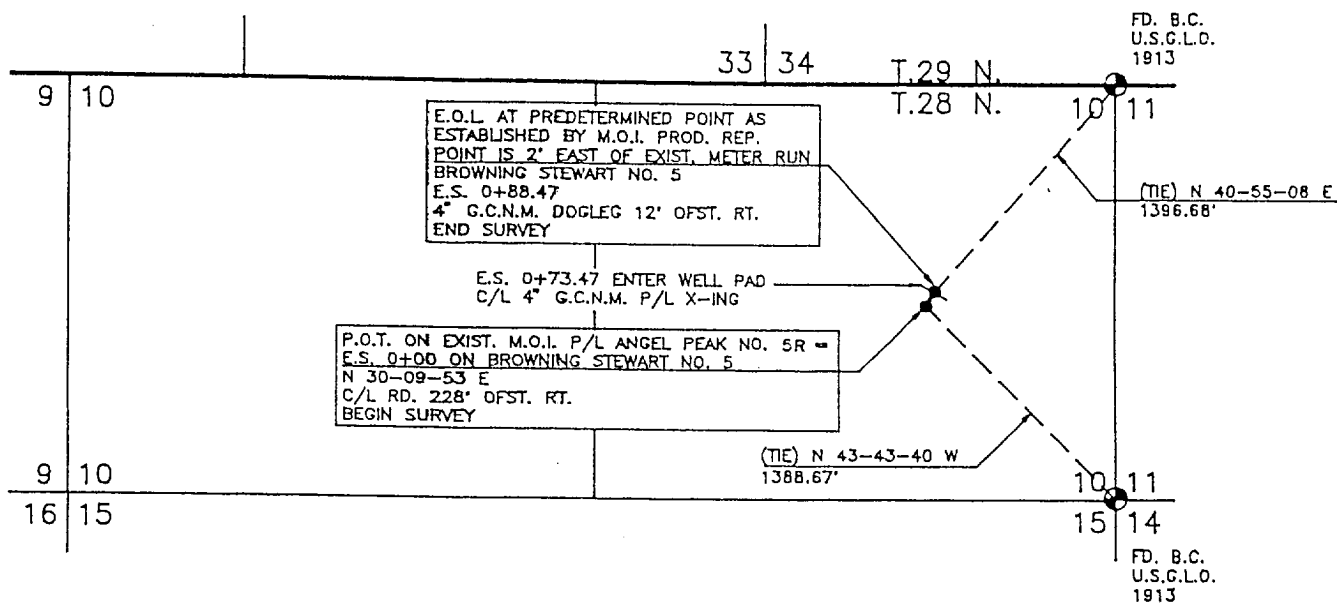 FD. B.C.
U.S.G.L.O.
1913
33 34
T.29 N.
T.28 N.
9 10
10 11
E.O.L. AT PREDETERMINED POINT AS
ESTABLISHED BY M.O.I. PROD. REP.
POINT IS 2' EAST OF EXIST. METER RUN
BROWNING STEWART NO. 5
E.S. 0+88.47
4" G.C.N.M. DOGLEG 12' OFST. RT.
END SURVEY
(TIE) N 40-55-08 E
1396.68'
E.S. 0+73.47 ENTER WELL PAD
C/L 4" G.C.N.M. P/L X-ING
P.O.T. ON EXIST. M.O.I. P/L ANGEL PEAK NO. 5R =
E.S. 0+00 ON BROWNING STEWART NO. 5
N 30-09-53 E
C/L RD. 228' OFST. RT.
BEGIN SURVEY
(TIE) N 43-43-40 W
1388.67'
9 10
16 15
10 11
15 14
FD. B.C.
U.S.G.L.O.
1913